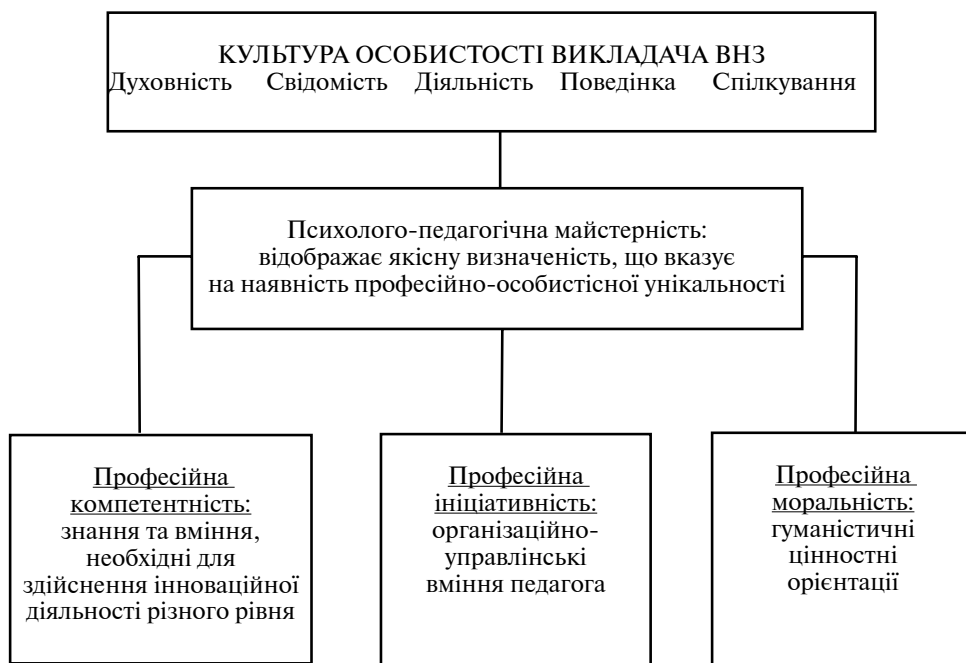 КУЛЬТУРА ОСОБИСТОСТІ ВИКЛАДАЧА ВНЗ
Духовність Свідомість Діяльність Поведінка Спілкування
Психолого-педагогічна майстерність:
відображає якісну визначеність, що вказує
на наявність професійно-особистісної унікальності
Професійна
компетентність:
знання та вміння,
необхідні для
здійснення інноваційної
діяльності різного рівня
Професійна
ініціативність:
організаційно-
управлінські
вміння педагога
Професійна
моральність:
гуманістичні
ціннostні
орієнтації